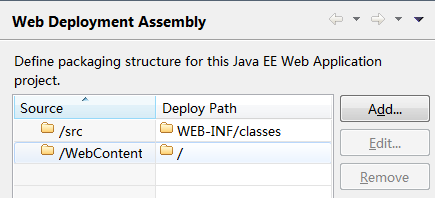 Web Deployment Assembly
Define packaging structure for this Java EE Web Application
project.
Source Deploy Path
/src WEB-INF/classes
/WebContent /
Add...
Edit...
Remove